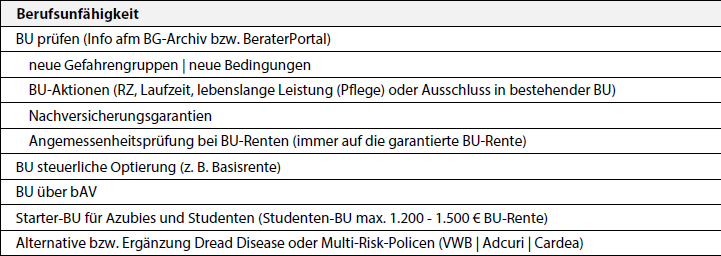 Berufsunfähigkeit
BU prüfen (Info afm BG-Archiv bzw. BeraterPortal)
neue Gefahrengruppen | neue Bedingungen
BU-Aktionen (RZ, Laufzeit, lebenslange Leistung (Pflege) oder Ausschluss in bestehender BU)
Nachversicherungsgarantien
Angemessenheitsprüfung bei BU-Renten (immer auf die garantierte BU-Rente)
BU steuerliche Optierung (z. B. Basisrente)
BU über bAV
Starter-BU für Azubies und Studenten (Studenten-BU max. 1.200 - 1.500 € BU-Rente)
Alternative bzw. Ergänzung Dread Disease oder Multi-Risk-Policen (VWB | Adcuri | Cardea)